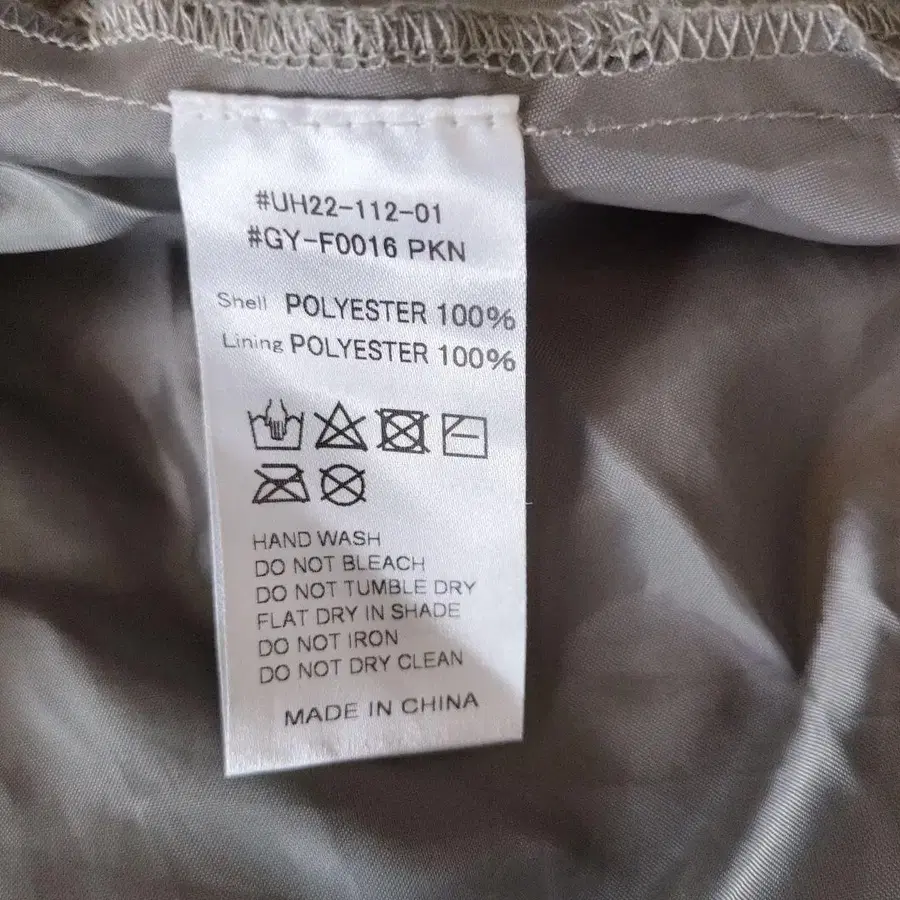 #UH22-112-01
#GY-F0016 PKN
Shell POLYESTER 100%
Lining POLYESTER 100%
HAND WASH
DO NOT BLEACH
DO NOT TUMBLE DRY
FLAT DRY IN SHADE
DO NOT IRON
DO NOT DRY CLEAN
MADE IN CHINA